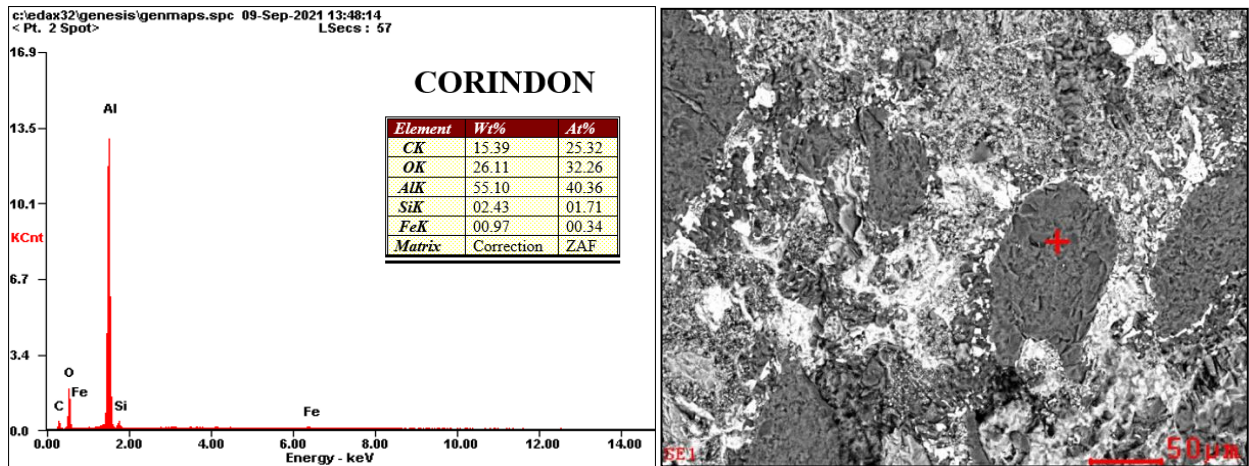 c:\edax32\genesis\genmaps.spc 09-Sep-2021 13:48:14
< Pt. 2 Spot> LSecs : 57
16.9
13.5
10.1
KCnt
6.7
3.4
0.0
Al
O
Fe
C
Si
Fe
0.00 2.00 4.00 6.00 8.00 10.00 12.00 14.00
Energy - keV
CORINDON
Element Wt% At%
CK 15.39 25.32
OK 26.11 32.26
AlK 55.10 40.36
SiK 02.43 01.71
FeK 00.97 00.34
Matrix Correction ZAF
SE1
50µm